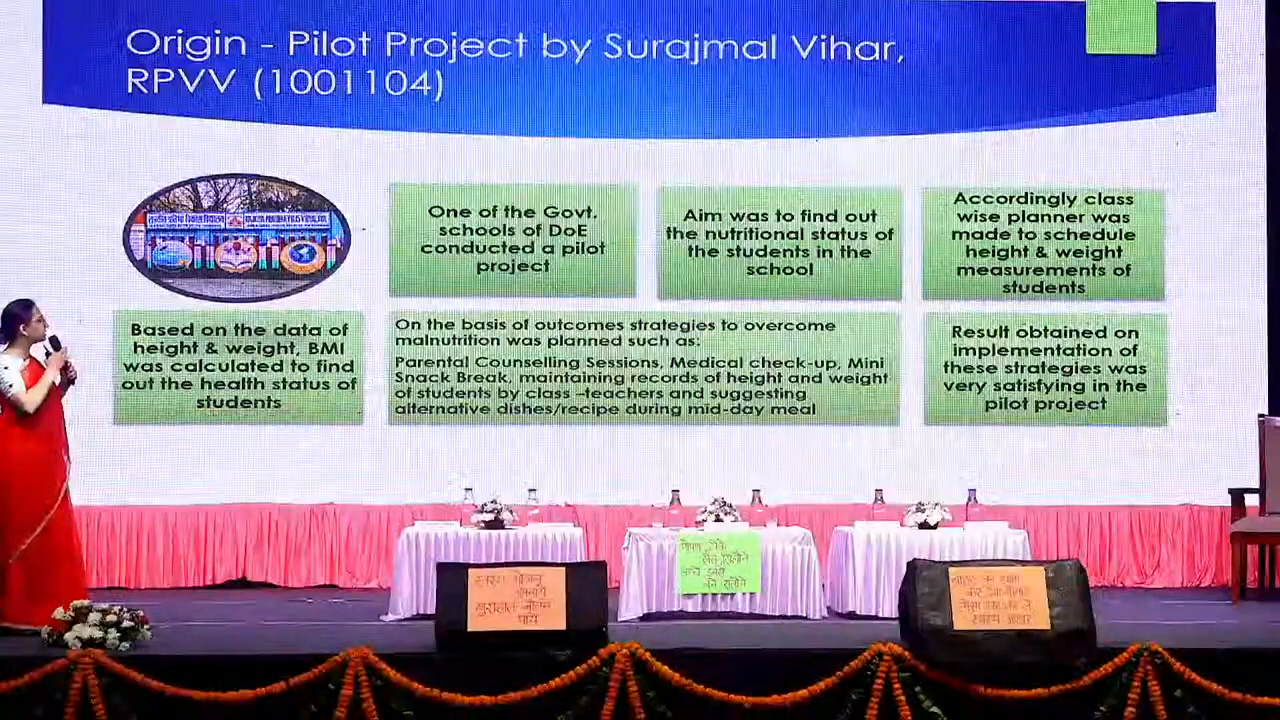 Origin - Pilot Project by Surajmal Vihar,
RPVV (1001104)
One of the Govt.
schools of DoE
conducted a pilot
project
Aim was to find out
the nutritional status of
the students in the
school
Accordingly class
wise planner was
made to schedule
height & weight
measurements of
students
Based on the data of
height & weight, BMI
was calculated to find
out the health status of
students
On the basis of outcomes strategies to overcome
malnutrition was planned such as:
Parental Counselling Sessions, Medical check-up, Mini
Snack Break, maintaining records of height and weight
of students by class –teachers and suggesting
alternative dishes/recipe during mid-day meal
Result obtained on
implementation of
these strategies was
very satisfying in the
pilot project